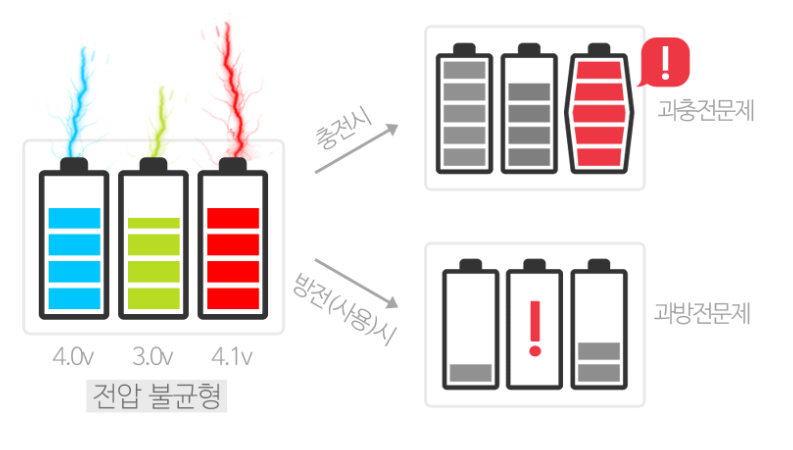 4.0v 3.0v 4.1v
전압 불균형
충전시
!
과충전문제
방전(사용)시
!
과방전문제